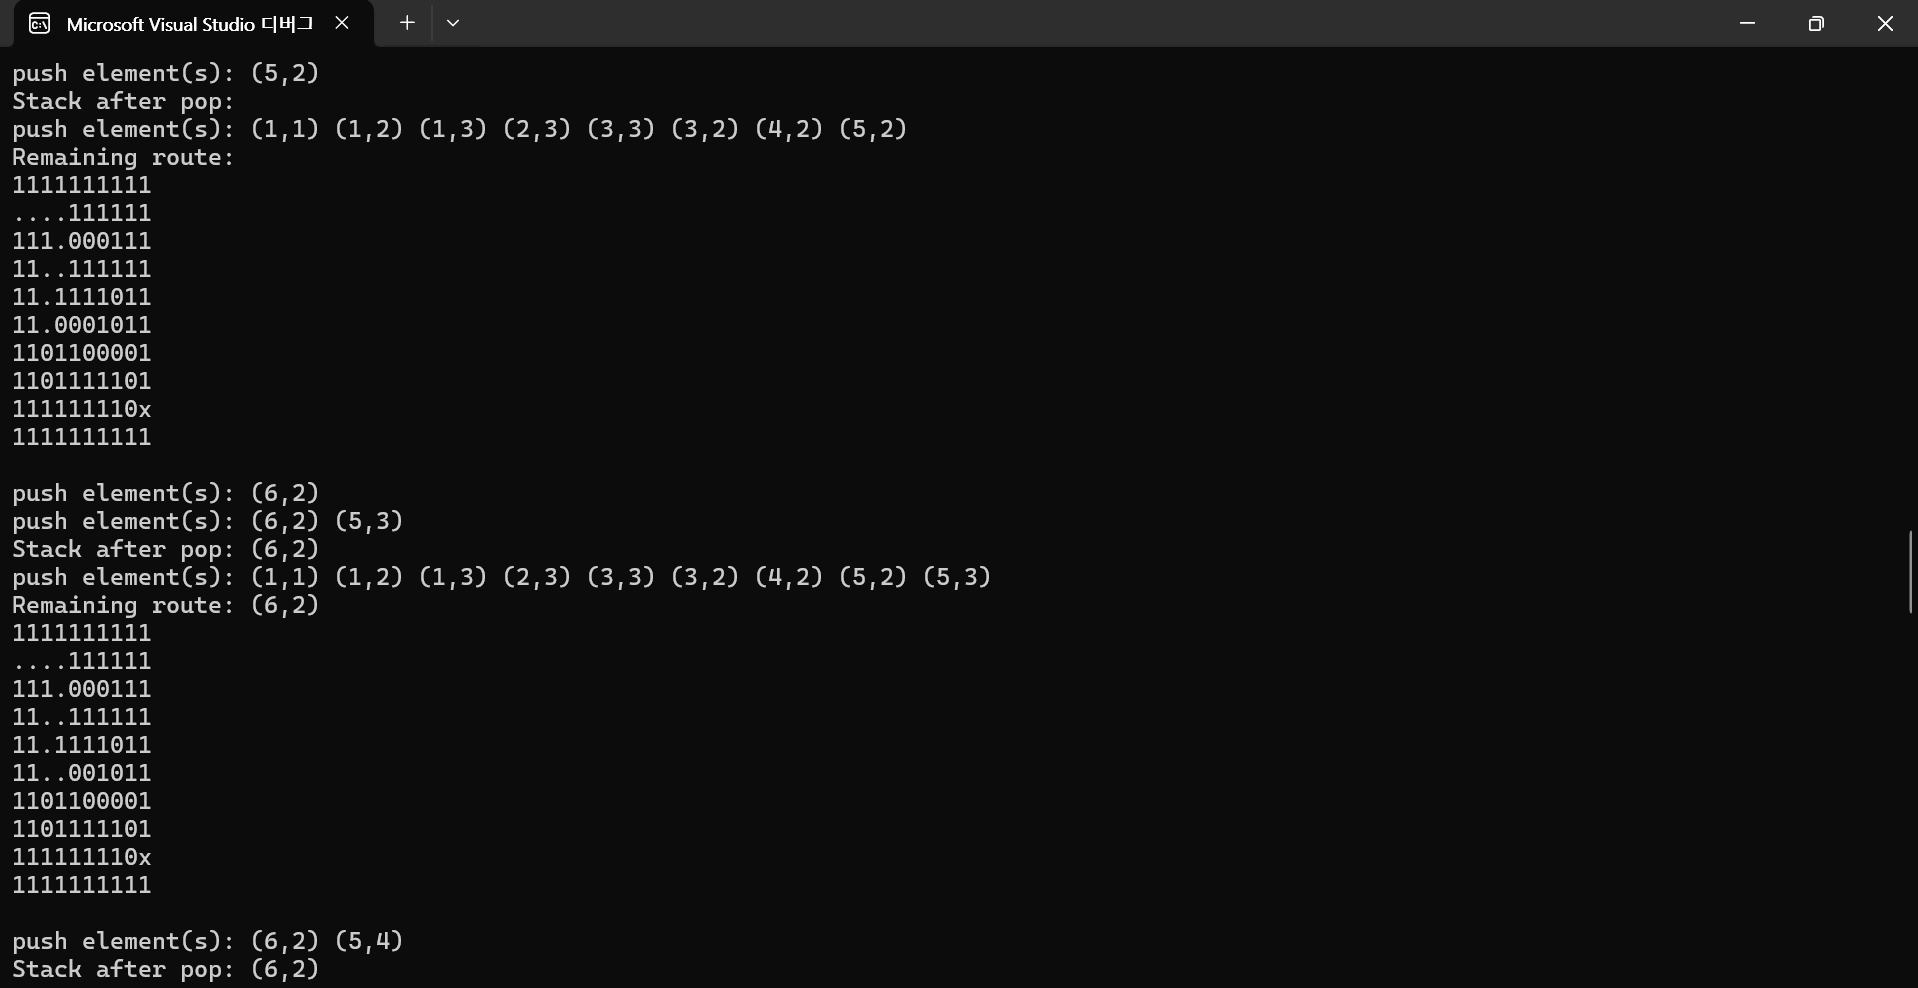 Microsoft Visual Studio 디버그
push element(s): (5,2)
Stack after pop:
push element(s): (1,1) (1,2) (1,3) (2,3) (3,3) (3,2) (4,2) (5,2)
Remaining route:
1111111111
....111111
111.000111
11..111111
11.1111011
11.0001011
1101100001
1101111101
111111110x
1111111111
push element(s): (6,2)
push element(s): (6,2) (5,3)
Stack after pop: (6,2)
push element(s): (1,1) (1,2) (1,3) (2,3) (3,3) (3,2) (4,2) (5,2) (5,3)
Remaining route: (6,2)
1111111111
....111111
111.000111
11..111111
11.1111011
11..001011
1101100001
1101111101
111111110x
1111111111
push element(s): (6,2) (5,4)
Stack after pop: (6,2)